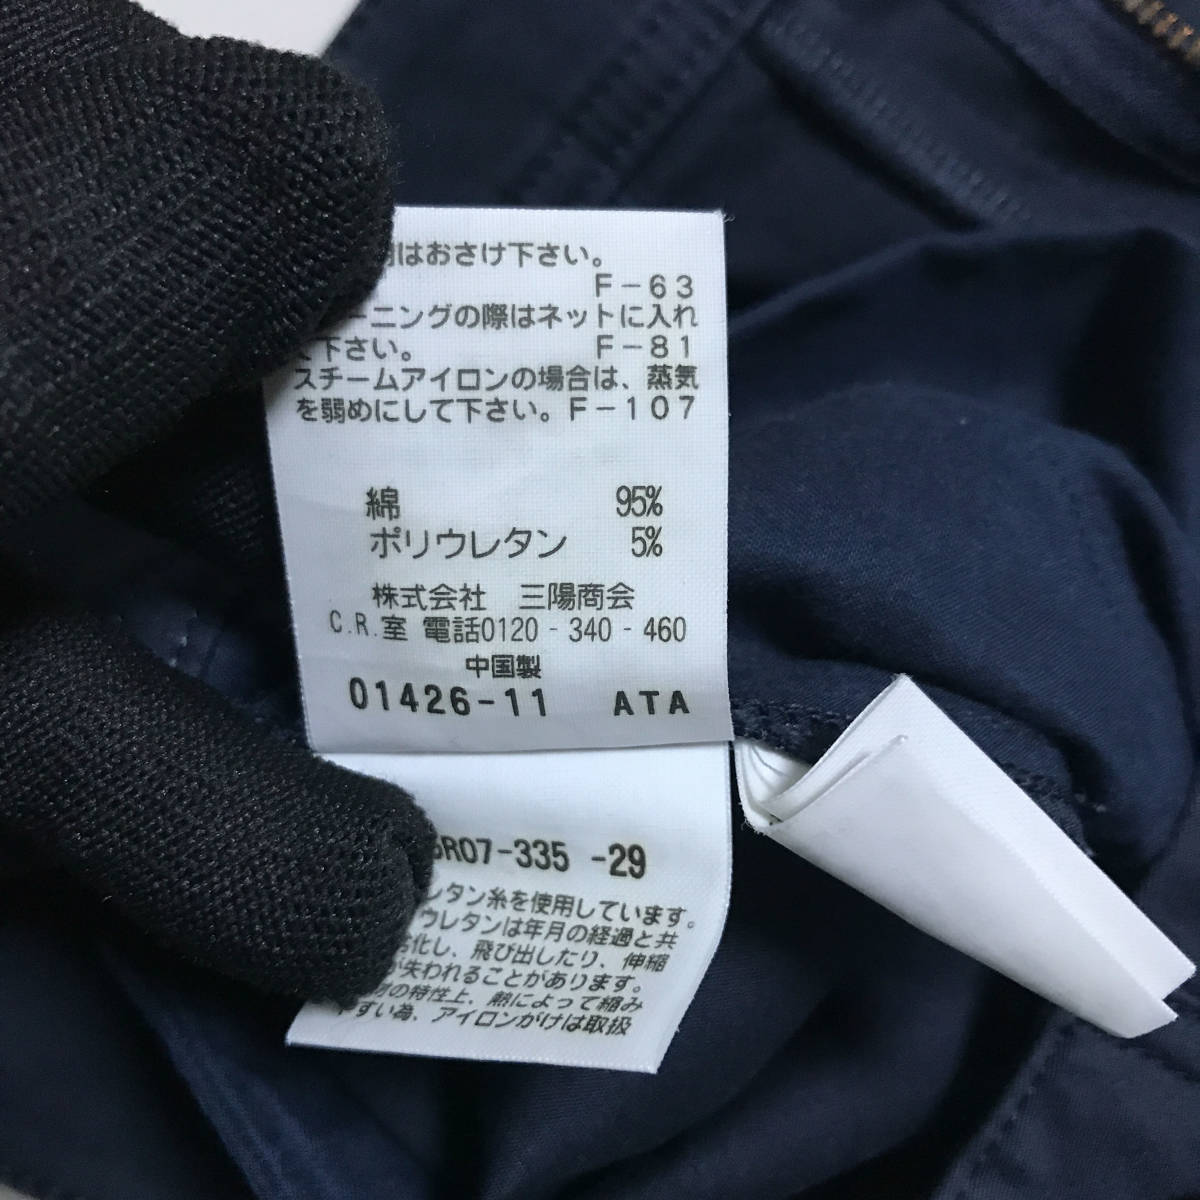 はおさけ下さい。
F-63
ーニングの際はネットに入れ
て下さい。 F-81
スチームアイロンの場合は、蒸気
を弱めにして下さい。F-107
綿 95%
ポリウレタン 5%
株式会社 三陽商会
C.R.室 電話0120-340-460
中国製
01426-11 ATA
R07-335 -29
レタン糸を使用しています。
ウレタンは年月の経過と共
化し、飛び出したり、伸縮
が失われることがあります。
の特性上、熱によって縮み
やすい為、アイロンがけは取扱